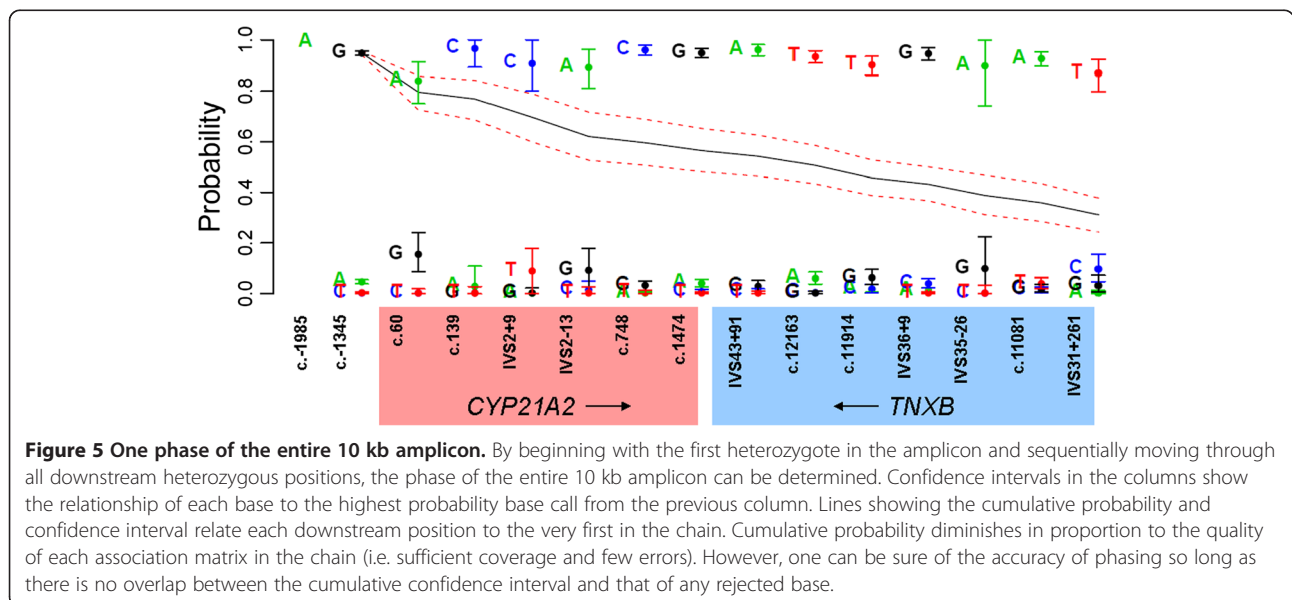 A G A C C A C G A T T G A A T
1.0
0.8
0.6
0.4
0.2
0.0
Probability
A G A T G G A G A G C G T C
C C T G C A C T G C A T C G
c.-1985 c.-1345 c.60 c.139 IVS2+9 IVS2-13 c.748 c.1474 IVS43+91 c.12163 c.11914 IVS36+9 IVS35-26 c.11081 IVS31+261
CYP21A2 → ← TNXB
Figure 5 One phase of the entire 10 kb amplicon. By beginning with the first heterozygote in the amplicon and sequentially moving through
all downstream heterozygous positions, the phase of the entire 10 kb amplicon can be determined. Confidence intervals in the columns show
the relationship of each base to the highest probability base call from the previous column. Lines showing the cumulative probability and
confidence interval relate each downstream position to the very first in the chain. Cumulative probability diminishes in proportion to the quality
of each association matrix in the chain (i.e. sufficient coverage and few errors). However, one can be sure of the accuracy of phasing so long as
there is no overlap between the cumulative confidence interval and that of any rejected base.